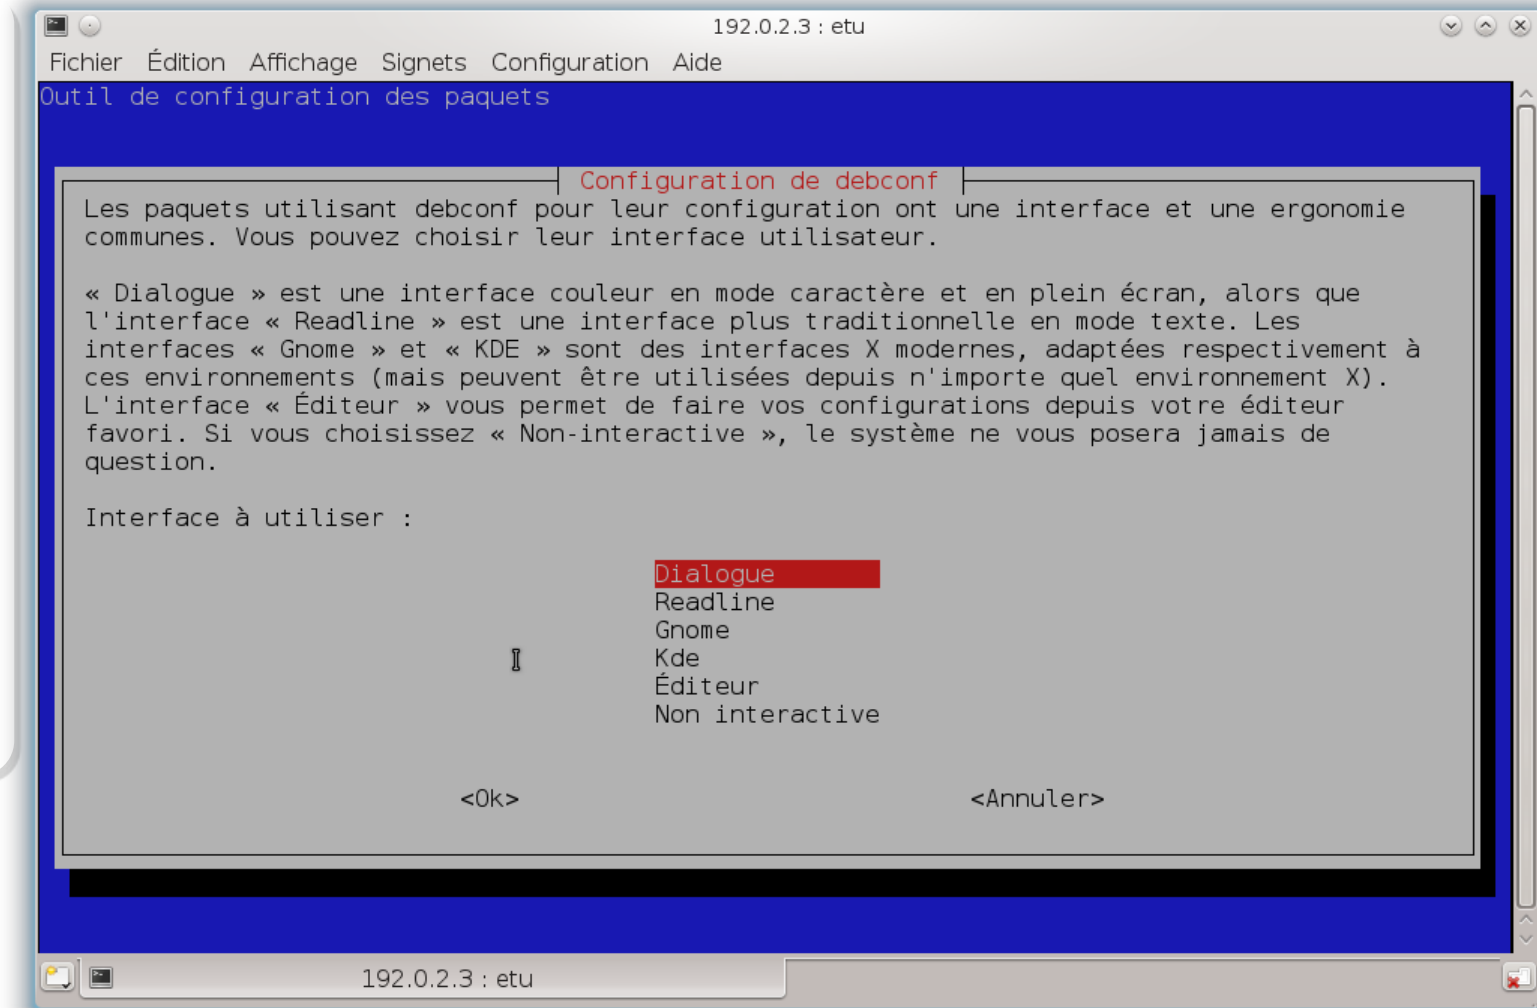 192.0.2.3 : etu
Fichier Édition Affichage Signets Configuration Aide
Outil de configuration des paquets
Configuration de debconf
Les paquets utilisant debconf pour leur configuration ont une interface et une ergonomie
communes. Vous pouvez choisir leur interface utilisateur.
« Dialogue » est une interface couleur en mode caractère et en plein écran, alors que
l'interface « Readline » est une interface plus traditionnelle en mode texte. Les
interfaces « Gnome » et « KDE » sont des interfaces X modernes, adaptées respectivement à
ces environnements (mais peuvent être utilisées depuis n'importe quel environnement X).
L'interface « Éditeur » vous permet de faire vos configurations depuis votre éditeur
favori. Si vous choisissez « Non-interactive », le système ne vous posera jamais de
question.
Interface à utiliser :
Dialogue
Readline
Gnome
Kde
Éditeur
Non interactive
<Ok> <Annuler>
192.0.2.3 : etu